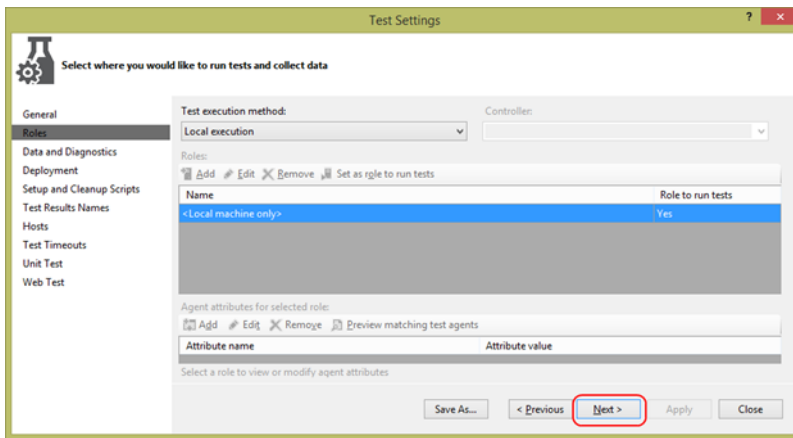 Test Settings
?
Select where you would like to run tests and collect data
General
Roles
Data and Diagnostics
Deployment
Setup and Cleanup Scripts
Test Results Names
Hosts
Test Timeouts
Unit Test
Web Test
Test execution method:
Controller:
Local execution
Roles:
Add Edit Remove Set as role to run tests
Name Role to run tests
<Local machine only> Yes
Agent attributes for selected role:
Add Edit Remove Preview matching test agents
Attribute name Attribute value
Select a role to view or modify agent attributes
Save As... < Previous Next > Apply Close